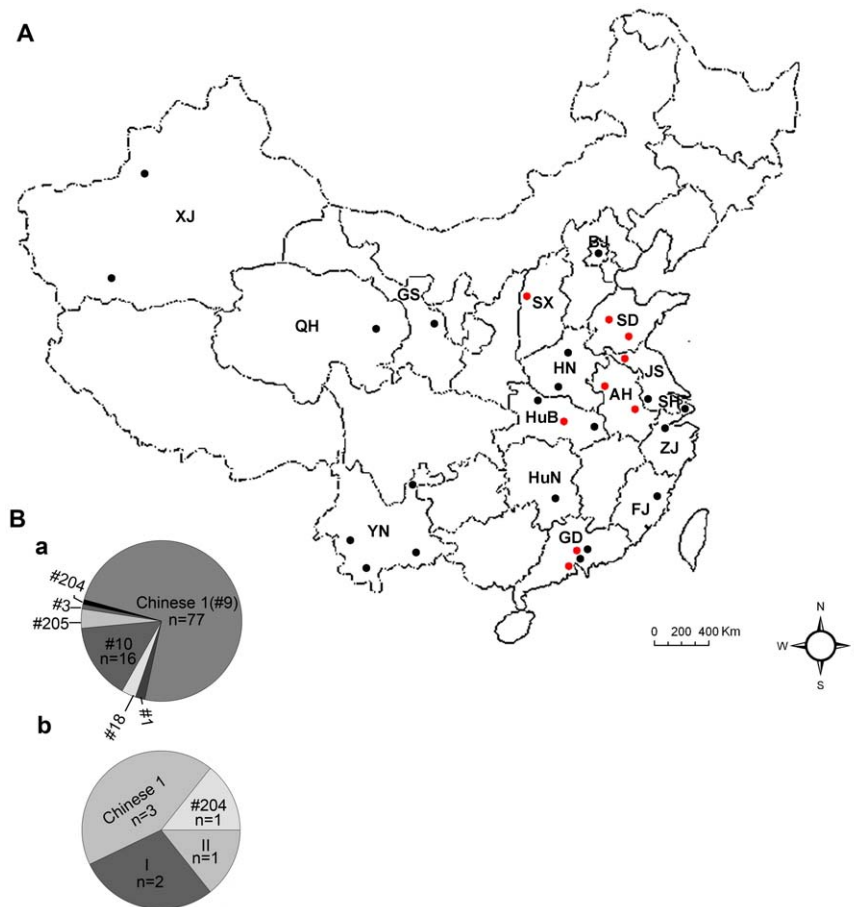 A
XJ
BJ
GS
SX
QH
SD
HN
JS
AH
SH
HuB
ZJ
HuN
FJ
YN
GD
0 200 400 Km
N
W
E
S
B
a
#204
#3
#205
Chinese 1(#9)
n=77
#10
n=16
#18
#1
b
Chinese 1
n=3
#204
n=1
II
n=1
I
n=2